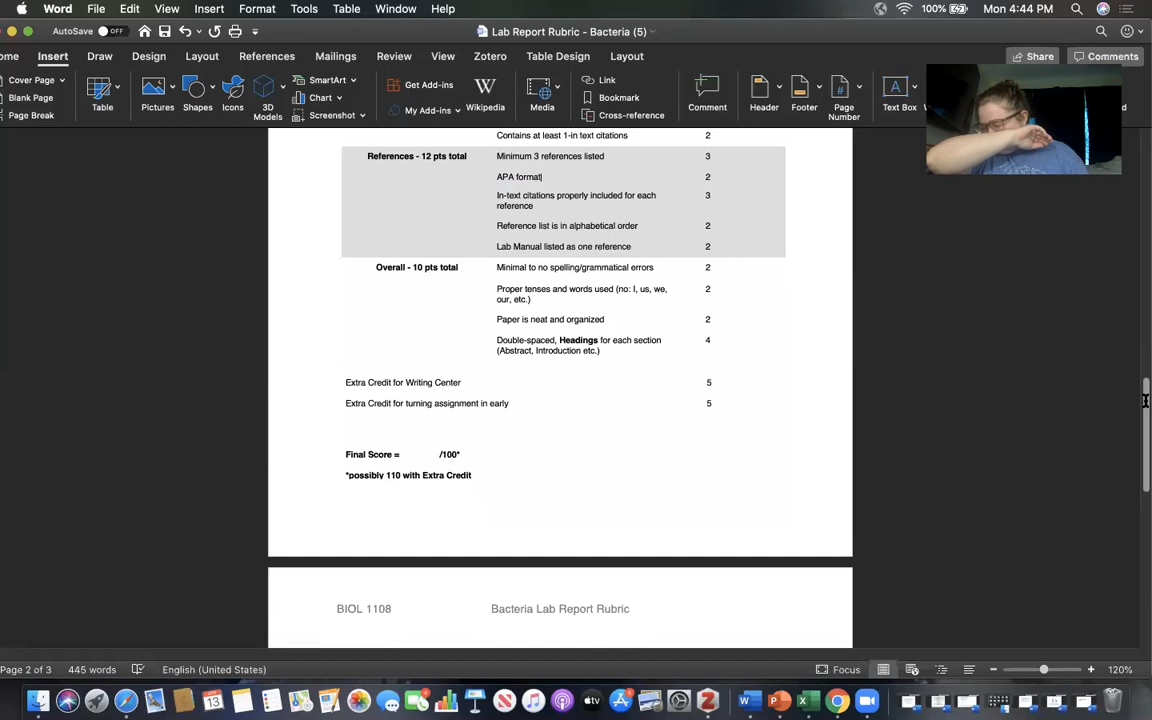 Word File Edit View Insert Format Tools Table Window Help 100% Mon 4:44 PM
AutoSave OFF Lab Report Rubric - Bacteria (5)
ome Insert Draw Design Layout References Mailings Review View Zotero Table Design Layout Share Comments
Cover Page
Blank Page
Page Break
Table
Pictures
Shapes
Icons
3D
Models
SmartArt
Chart
Screenshot
Get Add-ins
My Add-ins
Wikipedia
Media
Link
Bookmark
Cross-reference
Comment
Header
Footer
Page
Number
Text Box
Contains at least 1-in text citations 2
References - 12 pts total Minimum 3 references listed 3
APA format 2
In-text citations properly included for each 3
reference
Reference list is in alphabetical order 2
Lab Manual listed as one reference 2
Overall - 10 pts total Minimal to no spelling/grammatical errors 2
Proper tenses and words used (no: I, us, we, 2
our, etc.)
Paper is neat and organized 2
Double-spaced, Headings for each section 4
(Abstract, Introduction etc.)
Extra Credit for Writing Center 5
Extra Credit for turning assignment in early 5
Final Score = /100*
*possibly 110 with Extra Credit
BIOL 1108 Bacteria Lab Report Rubric
Page 2 of 3 445 words English (United States) Focus 120%